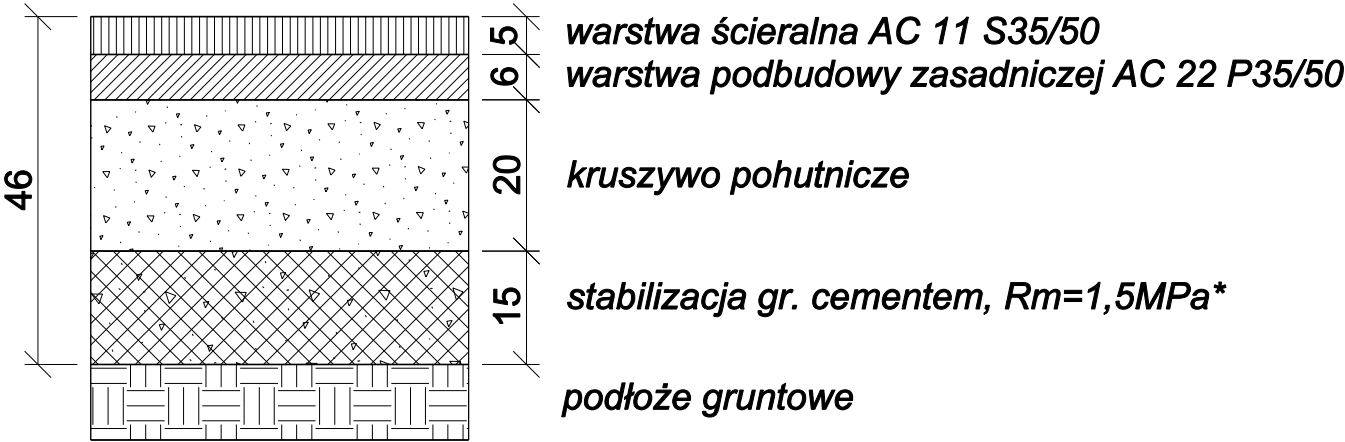 46
5 warstwa ścieralna AC 11 S35/50
6 warstwa podbudowy zasadniczej AC 22 P35/50
20 kruszywo pohutnicze
15 stabilizacja gr. cementem, Rm=1,5MPa*
podłoże gruntowe